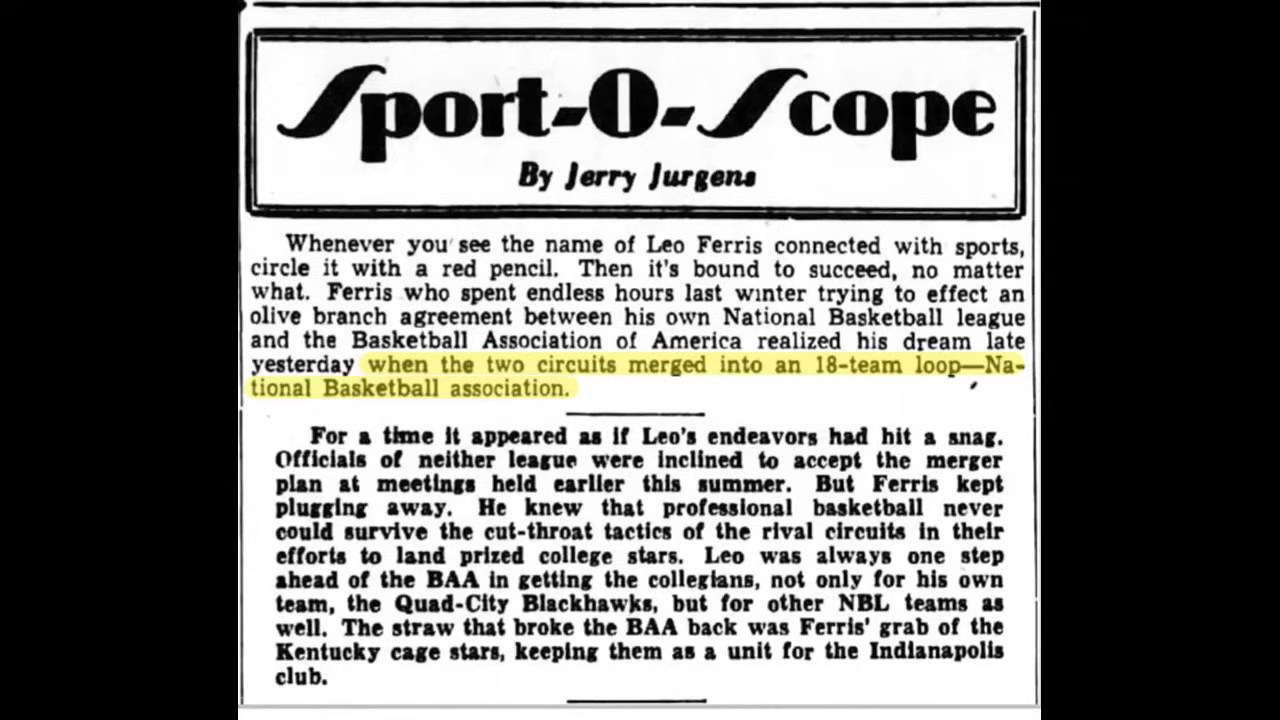 Sport-O-Scope
By Jerry Jurgens
Whenever you see the name of Leo Ferris connected with sports,
circle it with a red pencil. Then it's bound to succeed, no matter
what. Ferris who spent endless hours last winter trying to effect an
olive branch agreement between his own National Basketball league
and the Basketball Association of America realized his dream late
yesterday when the two circuits merged into an 18-team loop—Na-
tional Basketball association.
For a time it appeared as if Leo's endeavors had hit a snag.
Officials of neither league were inclined to accept the merger
plan at meetings held earlier this summer. But Ferris kept
plugging away. He knew that professional basketball never
could survive the cut-throat tactics of the rival circuits in their
efforts to land prized college stars. Leo was always one step
ahead of the BAA in getting the collegians, not only for his own
team, the Quad-City Blackhawks, but for other NBL teams as
well. The straw that broke the BAA back was Ferris' grab of the
Kentucky cage stars, keeping them as a unit for the Indianapolis
club.